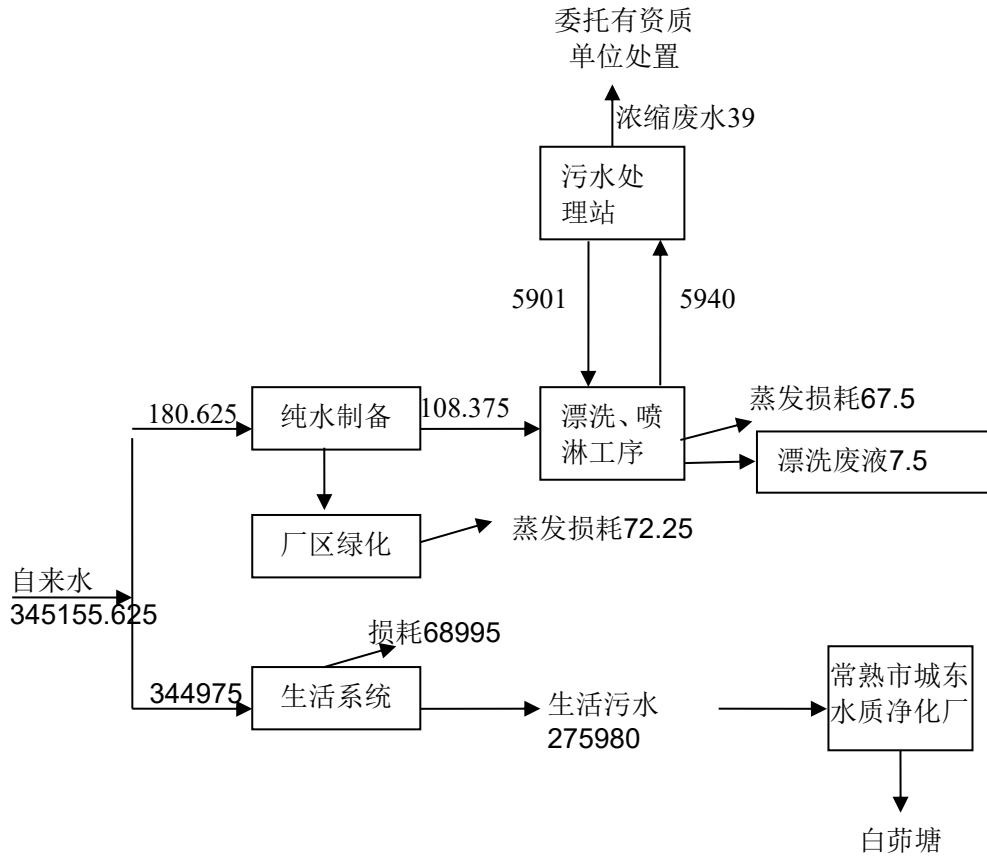 委托有资质
单位处置
浓缩废水39
污水处
理站
5901
5940
180.625
纯水制备
108.375
漂洗、喷
淋工序
蒸发损耗67.5
漂洗废液7.5
厂区绿化
蒸发损耗72.25
自来水
345155.625
损耗68995
344975
生活系统
生活污水
275980
常熟市城东
水质净化厂
白茆塘